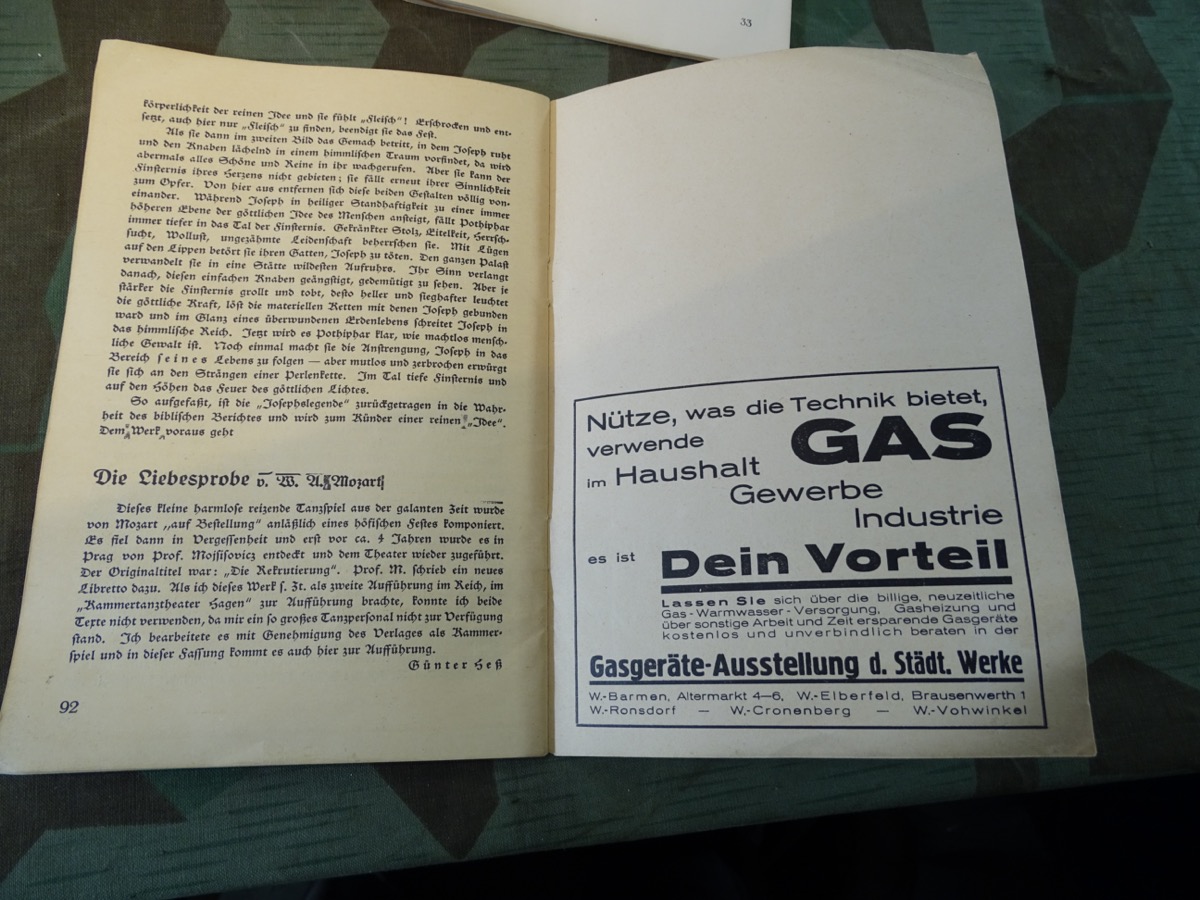 33
körperlichkeit der reinen Idee und sie fühlt „Fleisch“! Erschrocken und ent-
setzt, auch hier nur „Fleisch“ zu finden, beendigt sie das Fest.
Als sie dann im zweiten Bild das Gemach betritt, in dem Joseph ruht
und den Knaben lächelnd in einem himmlischen Traum vorfindet, da wird
abermals alles Schöne und Reine in ihr wachgerufen. Aber sie kann der
Finsternis ihres Herzens nicht gebieten; sie fällt erneut ihrer Sinnlichkeit
zum Opfer. Von hier aus entfernen sich diese beiden Gestalten völlig von-
einander. Während Joseph in heiliger Standhaftigkeit zu einer immer
höheren Ebene der göttlichen Idee des Menschen ansteigt, fällt Pothiphar
immer tiefer in das Tal der Finsternis. Gekränkter Stolz, Eitelkeit, Herrsch-
sucht, Wollust, ungezähmte Leidenschaft beherrschen sie. Mit Lügen
auf den Lippen betört sie ihren Gatten, Joseph zu töten. Den ganzen Palast
verwandelt sie in eine Stätte wildesten Aufruhrs. Ihr Sinn verlangt
danach, diesen einfachen Knaben geängstigt, gedemütigt zu sehen. Aber je
stärker die Finsternis grollt und tobt, desto heller und sieghafter leuchtet
die göttliche Kraft, löst die materiellen Ketten mit denen Joseph gebunden
ward und im Glanz eines überwundenen Erdenlebens schreitet Joseph in
das himmlische Reich. Jetzt wird es Pothiphar klar, wie machtlos mensch-
liche Gewalt ist. Noch einmal macht sie die Anstrengung, Joseph in das
Bereich seines Lebens zu folgen — aber mutlos und zerbrochen erwürgt
sie sich an den Strängen einer Perlenkette. Im Tal tiefe Finsternis und
auf den Höhen das Feuer des göttlichen Lichtes.
So aufgefaßt, ist die „Josephslegende“ zurückgetragen in die Wahr-
heit des biblischen Berichtes und wird zum Künder einer reinen „Idee“.
Dem Werk voraus geht
Die Liebesprobe v. W. A. Mozart
Dieses kleine harmlose reizende Tanzspiel aus der galanten Zeit wurde
von Mozart „auf Bestellung“ anläßlich eines höfischen Festes komponiert.
Es fiel dann in Vergessenheit und erst vor ca. 4 Jahren wurde es in
Prag von Prof. Mojsisovicz entdeckt und dem Theater wieder zugeführt.
Der Originaltitel war: „Die Rekrutierung“. Prof. M. schrieb ein neues
Libretto dazu. Als ich dieses Werk s. Zt. als zweite Aufführung im Reich, im
„Kammertanztheater Hagen“ zur Aufführung brachte, konnte ich beide
Texte nicht verwenden, da mir ein so großes Tanzpersonal nicht zur Verfügung
stand. Ich bearbeitete es mit Genehmigung des Verlages als Kammer-
spiel und in dieser Fassung kommt es auch hier zur Aufführung.
Günter Heß
92
Nütze, was die Technik bietet,
verwende GAS
im Haushalt
Gewerbe
Industrie
es ist Dein Vorteil
Lassen Sie sich über die billige, neuzeitliche
Gas-Warmwasser-Versorgung, Gasheizung und
über sonstige Arbeit und Zeit ersparende Gasgeräte
kostenlos und unverbindlich beraten in der
Gasgeräte-Ausstellung d. Städt. Werke
W.-Barmen, Altermarkt 4—6, W.-Elberfeld, Brausenwerth 1
W.-Ronsdorf — W.-Cronenberg — W.-Vohwinkel